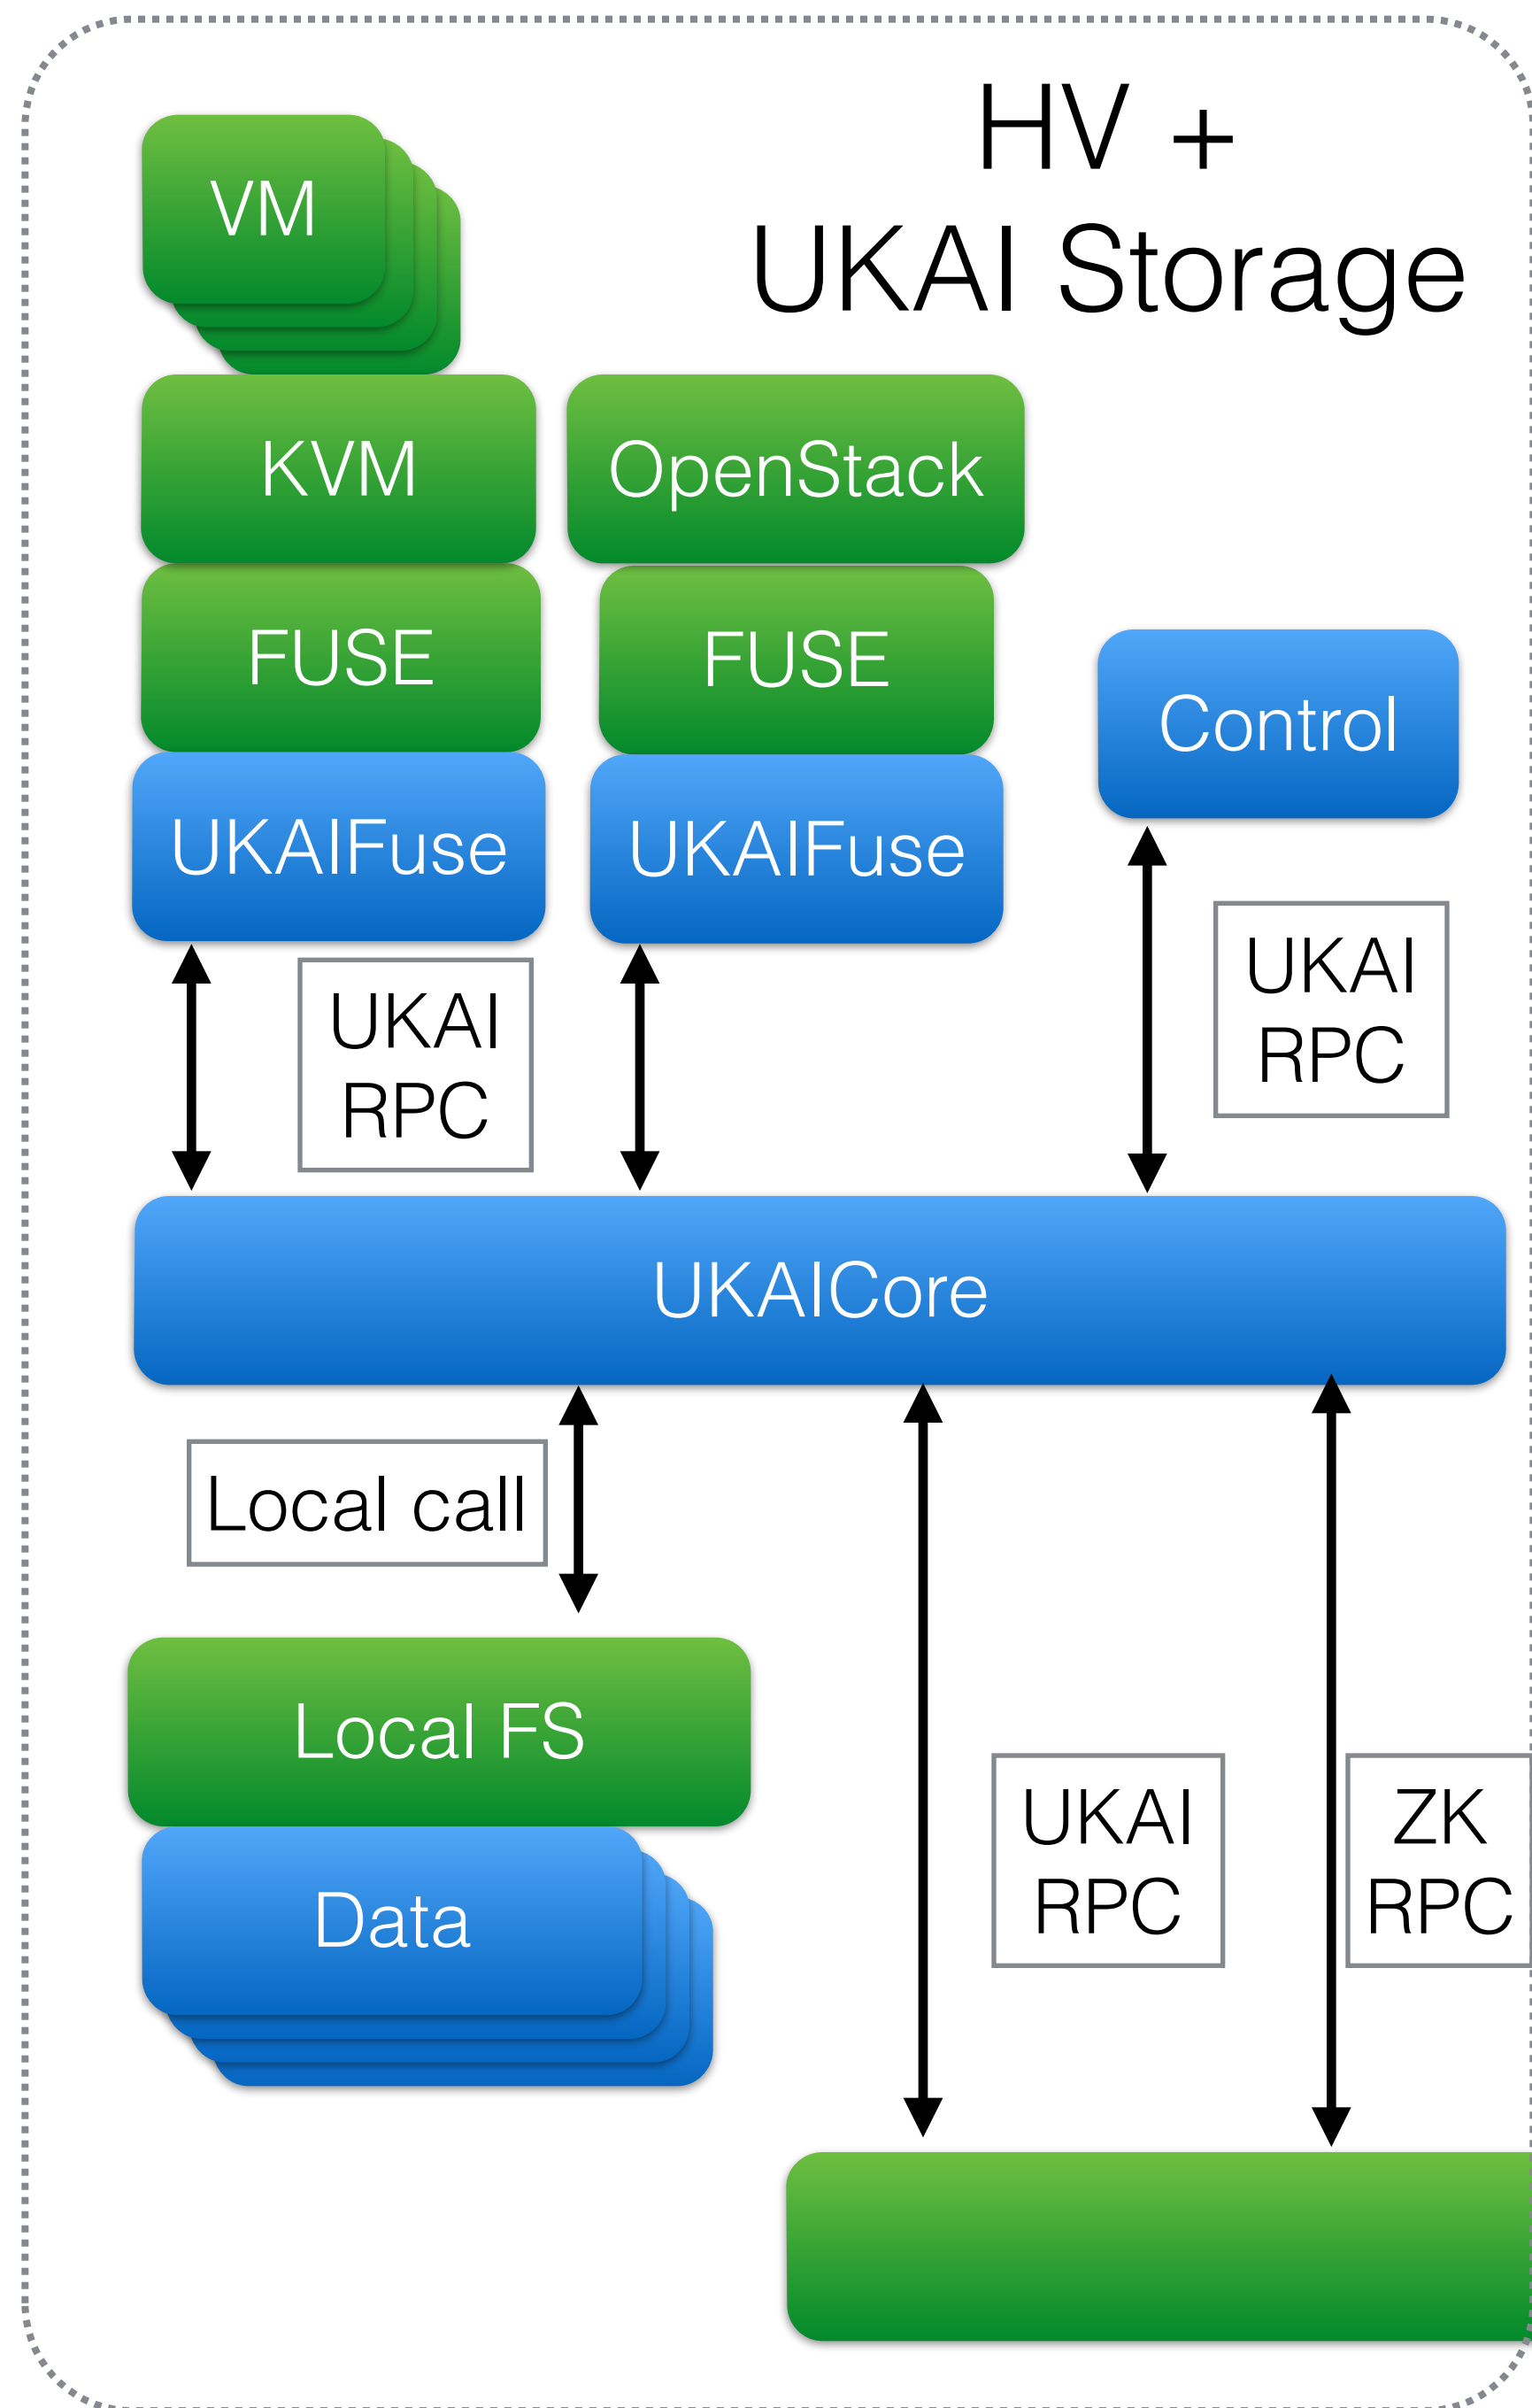 HV +
UKAI Storage
VM
KVM
OpenStack
FUSE
FUSE
Control
UKAIFuse
UKAIFuse
UKAI
RPC
UKAI
RPC
UKAICore
Local call
Local FS
UKAI
RPC
ZK
RPC
Data